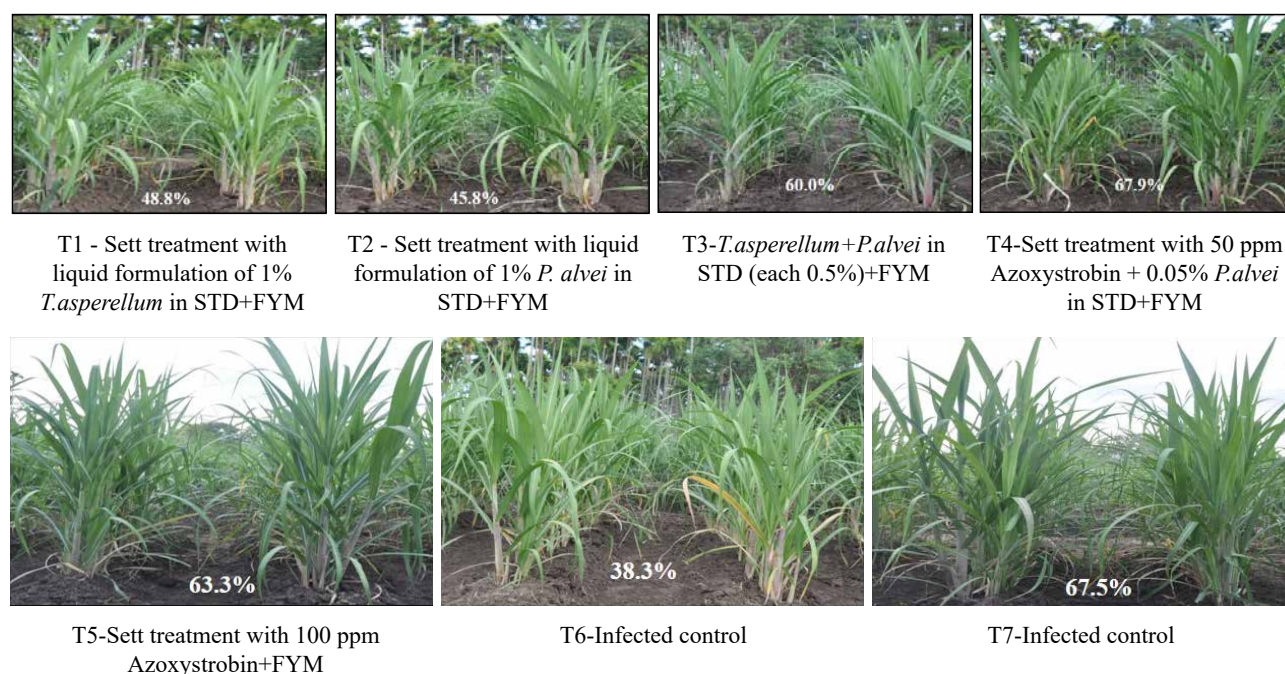 48.8%
45.8%
60.0%
67.9%
T1 - Sett treatment with
liquid formulation of 1%
T.asperellum in STD+FYM
T2 - Sett treatment with liquid
formulation of 1% P. alvei in
STD+FYM
T3-T.asperellum+P.alvei in
STD (each 0.5%)+FYM
T4-Sett treatment with 50 ppm
Azoxystrobin + 0.05% P.alvei
in STD+FYM
63.3%
38.3%
67.5%
T5-Sett treatment with 100 ppm
Azoxystrobin+FYM
T6-Infected control
T7-Infected control